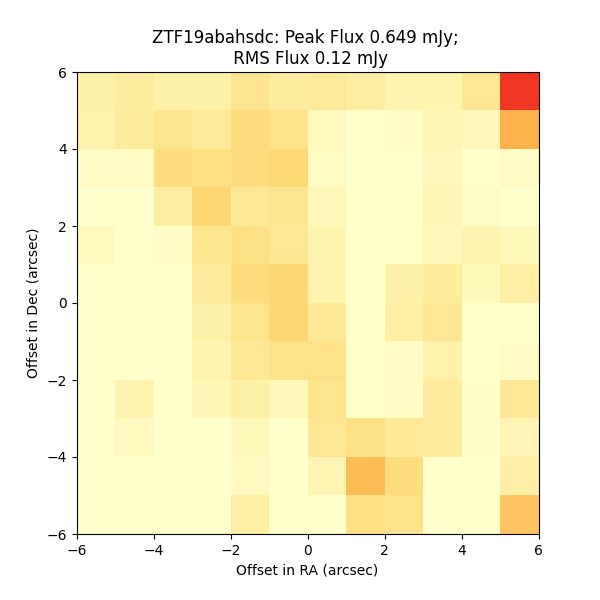 ZTF19abahsdc: Peak Flux 0.649 mJy;
RMS Flux 0.12 mJy
6
4
2
0
−2
−4
−6
Offset in Dec (arcsec)
−6 −4 −2 0 2 4 6
Offset in RA (arcsec)